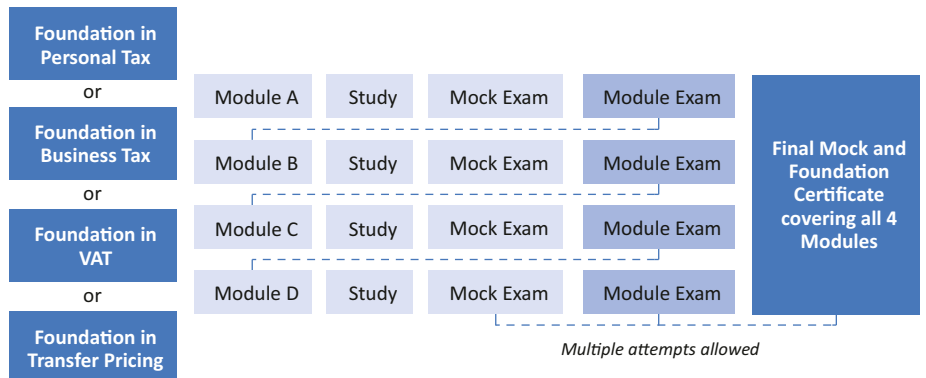 Foundation in
Personal Tax
or
Foundation in
Business Tax
or
Foundation in
VAT
or
Foundation in
Transfer Pricing
Module A Study Mock Exam Module Exam
Module B Study Mock Exam Module Exam
Module C Study Mock Exam Module Exam
Module D Study Mock Exam Module Exam
Final Mock and
Foundation
Certificate
covering all 4
Modules
Multiple attempts allowed